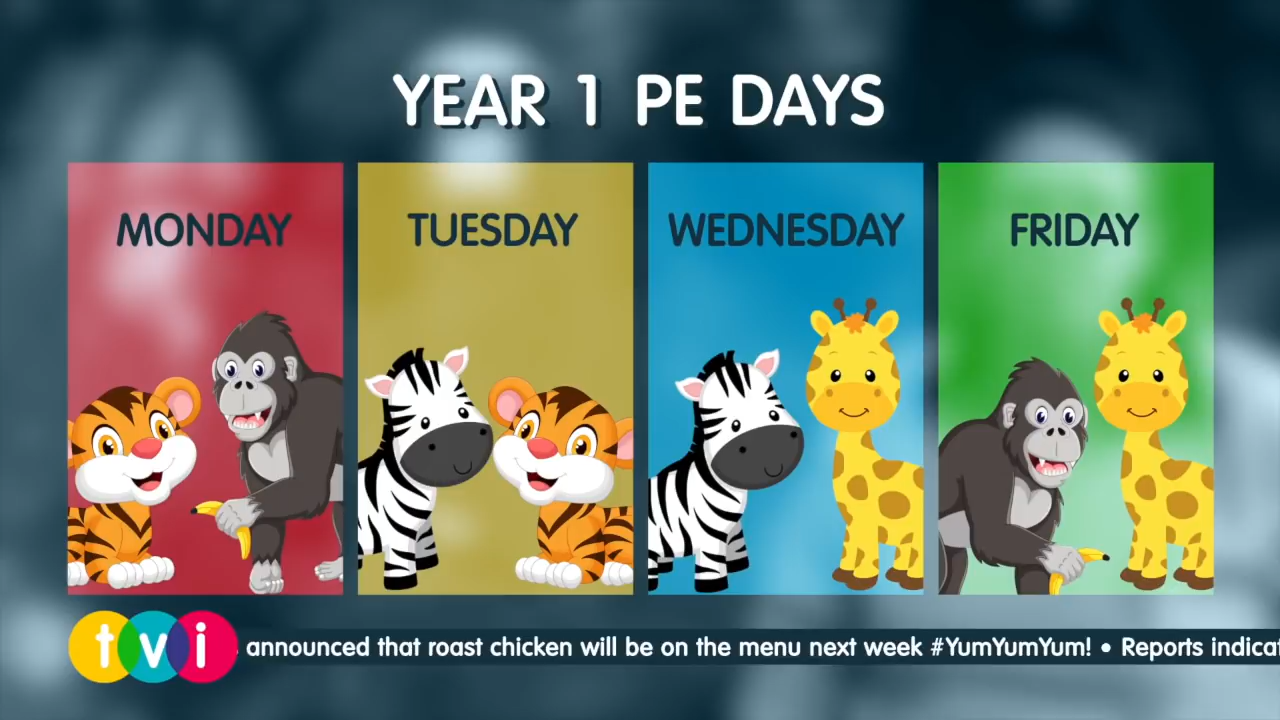 YEAR 1 PE DAYS
MONDAY
TUESDAY
WEDNESDAY
FRIDAY
tvi
announced that roast chicken will be on the menu next week #YumYumYum! • Reports